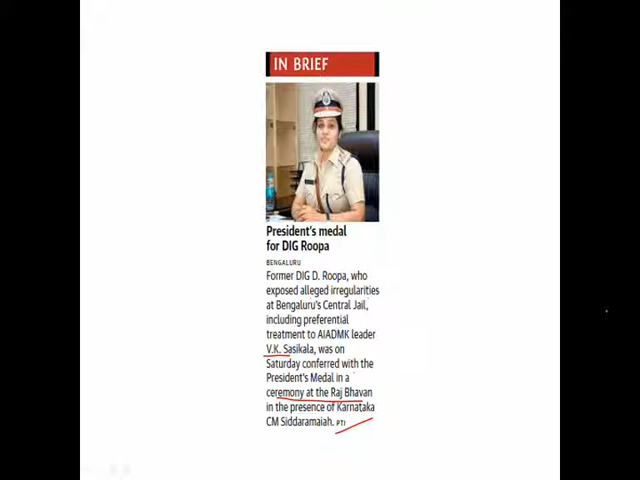 IN BRIEF
President's medal
for DIG Roopa
BENGALURU
Former DIG D. Roopa, who
exposed alleged irregularities
at Bengaluru's Central Jail,
including preferential
treatment to AIADMK leader
V.K. Sasikala, was on
Saturday conferred with the
President's Medal in a
ceremony at the Raj Bhavan
in the presence of Karnataka
CM Siddaramaiah. PTI